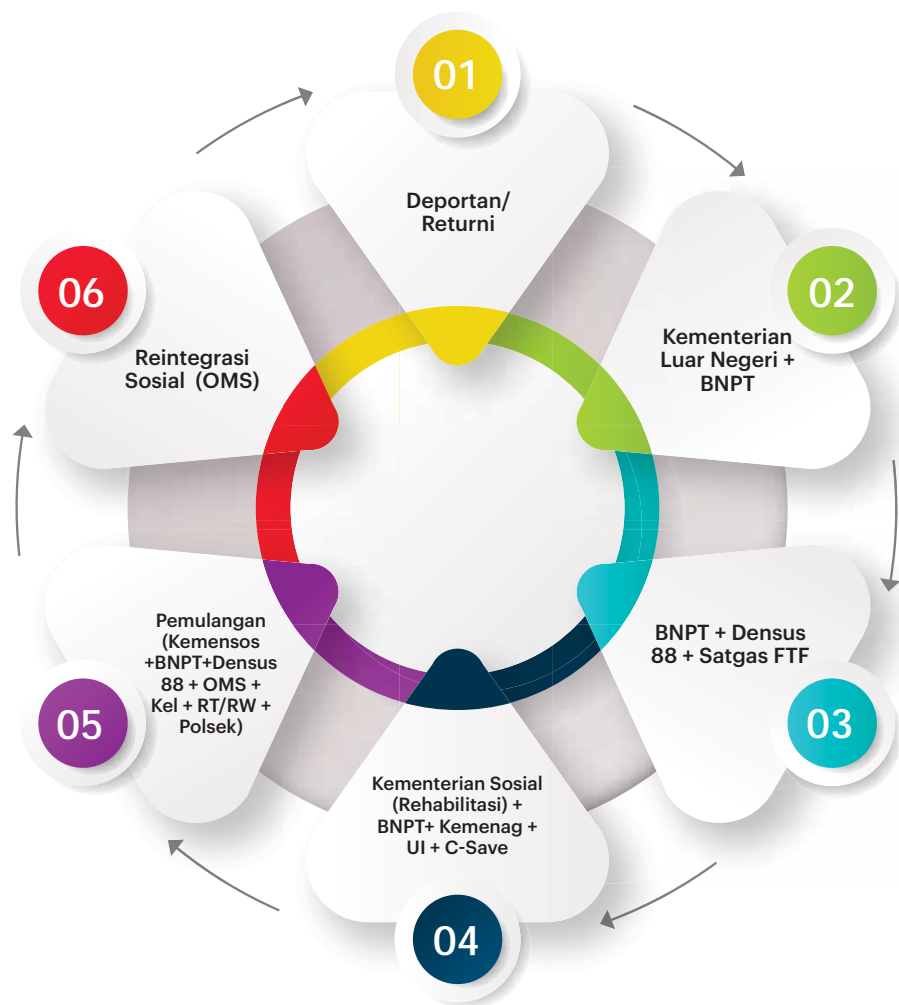 01
Deportan/
Returni
02
Kementerian
Luar Negeri +
BNPT
03
BNPT + Densus
88 + Satgas FTF
04
Kementerian Sosial
(Rehabilitasi) +
BNPT+ Kemenag +
UI + C-Save
05
Pemulangan
(Kemensos
+BNPT+Densus
88 + OMS +
Kel + RT/RW +
Polsek)
06
Reintegrasi
Sosial (OMS)